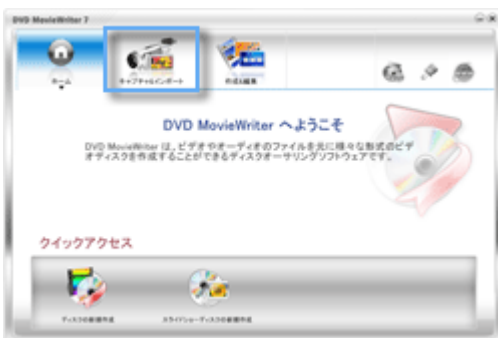 DVD MovieWriter 7
ホーム
キャプチャ&インポート
作成&編集
DVD MovieWriter へようこそ
DVD MovieWriter は、ビデオやオーディオのファイルを元に様々な形式のビデ
オディスクを作成することができるディスクオーサリングソフトウェアです。
クイックアクセス
ディスクの新規作成
スライドショーディスクの新規作成